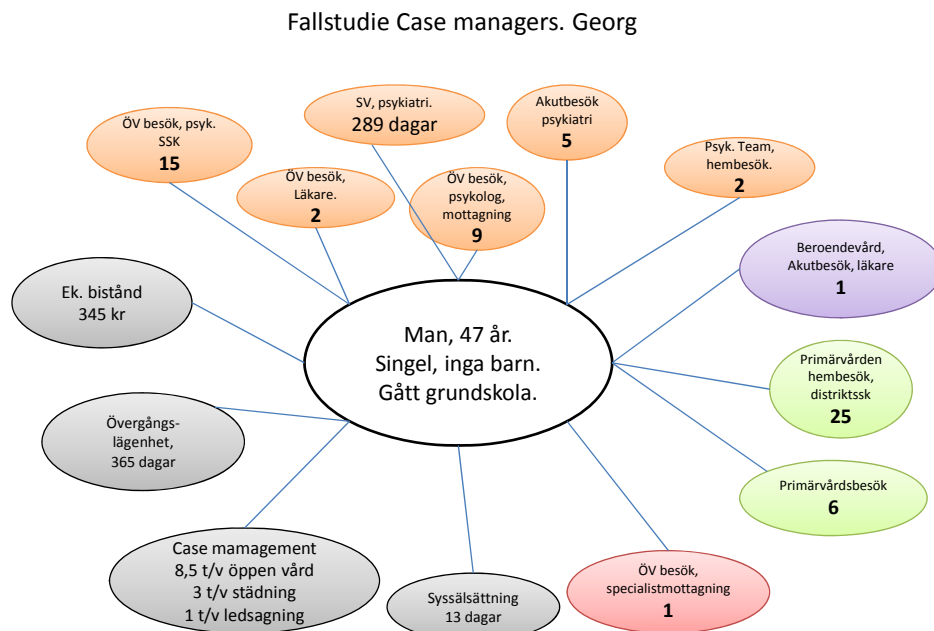 Fallstudie Case managers. Georg
ÖV besök, psyk.
SSK
15
SV, psykiatri.
289 dagar
Akutbesök
psykiatri
5
Psyk. Team,
hembesök.
2
ÖV besök,
Läkare.
2
ÖV besök,
psykolog,
mottagning
9
Beroendevård,
Akutbesök, läkare
1
Ek. bistånd
345 kr
Man, 47 år.
Singel, inga barn.
Gått grundskola.
Primärvården
hembesök,
distriktssk
25
Övergångs-
lägenhet,
365 dagar
Primärvårdsbesök
6
Case mamagement
8,5 t/v öppen vård
3 t/v städning
1 t/v ledsagning
Syssälsättning
13 dagar
ÖV besök,
specialistmottagning
1